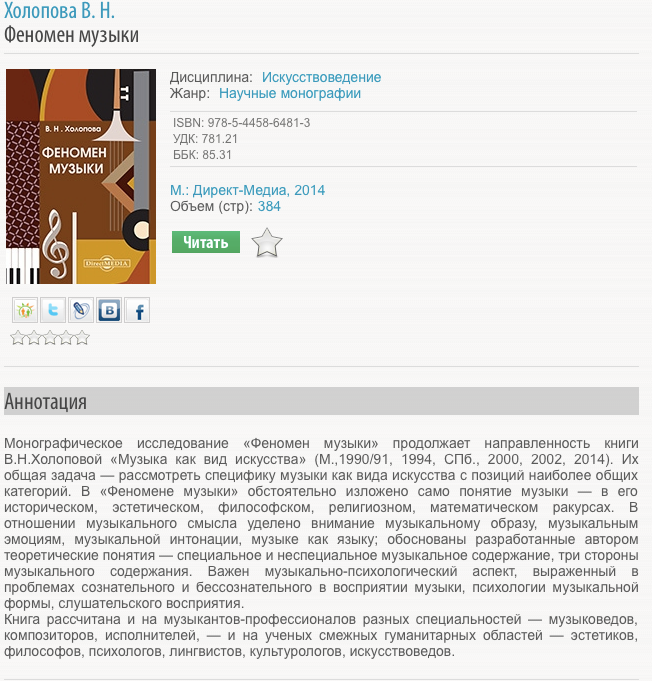 Холопова В. Н.
Феномен музыки
В. Н . Холопова
ФЕНОМЕН
МУЗЫКИ
DirectMEDIA
Дисциплина: Искусствоведение
Жанр: Научные монографии
ISBN: 978-5-4458-6481-3
УДК: 781.21
ББК: 85.31
М.: Директ-Медиа, 2014
Объем (стр): 384
Читать
Аннотация
Монографическое исследование «Феномен музыки» продолжает направленность книги
В.Н.Холоповой «Музыка как вид искусства» (М.,1990/91, 1994, СПб., 2000, 2002, 2014). Их
общая задача — рассмотреть специфику музыки как вида искусства с позиций наиболее общих
категорий. В «Феномене музыки» обстоятельно изложено само понятие музыки — в его
историческом, эстетическом, философском, религиозном, математическом ракурсах. В
отношении музыкального смысла уделено внимание музыкальному образу, музыкальным
эмоциям, музыкальной интонации, музыке как языку; обоснованы разработанные автором
теоретические понятия — специальное и неспециальное музыкальное содержание, три стороны
музыкального содержания. Важен музыкально-психологический аспект, выраженный в
проблемах сознательного и бессознательного в восприятии музыки, психологии музыкальной
формы, слушательского восприятия.
Книга рассчитана и на музыкантов-профессионалов разных специальностей — музыковедов,
композиторов, исполнителей, — и на ученых смежных гуманитарных областей — эстетиков,
философов, психологов, лингвистов, культурологов, искусствоведов.